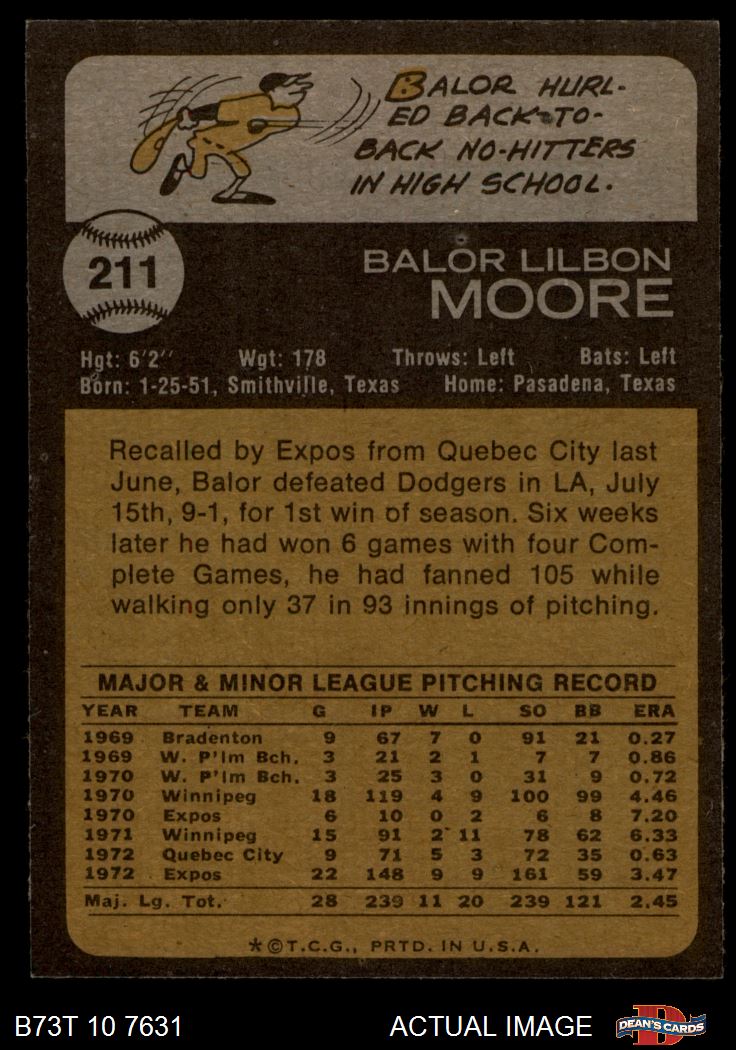 BALOR HURL-
ED BACK-TO-
BACK NO-HITTERS
IN HIGH SCHOOL.
211
BALOR LILBON
MOORE
Hgt: 6'2" Wgt: 178 Throws: Left Bats: Left
Born: 1-25-51, Smithville, Texas Home: Pasadena, Texas
Recalled by Expos from Quebec City last
June, Balor defeated Dodgers in LA, July
15th, 9-1, for 1st win of season. Six weeks
later he had won 6 games with four Com-
plete Games, he had fanned 105 while
walking only 37 in 93 innings of pitching.
MAJOR & MINOR LEAGUE PITCHING RECORD
YEAR TEAM G IP W L SO BB ERA
1969 Bradenton 9 67 7 0 91 21 0.27
1969 W. P'lm Bch. 3 21 2 1 7 7 0.86
1970 W. P'lm Bch. 3 25 3 0 31 9 0.72
1970 Winnipeg 18 119 4 9 100 99 4.46
1970 Expos 6 10 0 2 6 8 7.20
1971 Winnipeg 15 91 2 11 78 62 6.33
1972 Quebec City 9 71 5 3 72 35 0.63
1972 Expos 22 148 9 9 161 59 3.47
Maj. Lg. Tot. 28 239 11 20 239 121 2.45
*©T.C.G., PRTD. IN U.S.A.
B73T 10 7631 ACTUAL IMAGE D DEAN'S CARDS